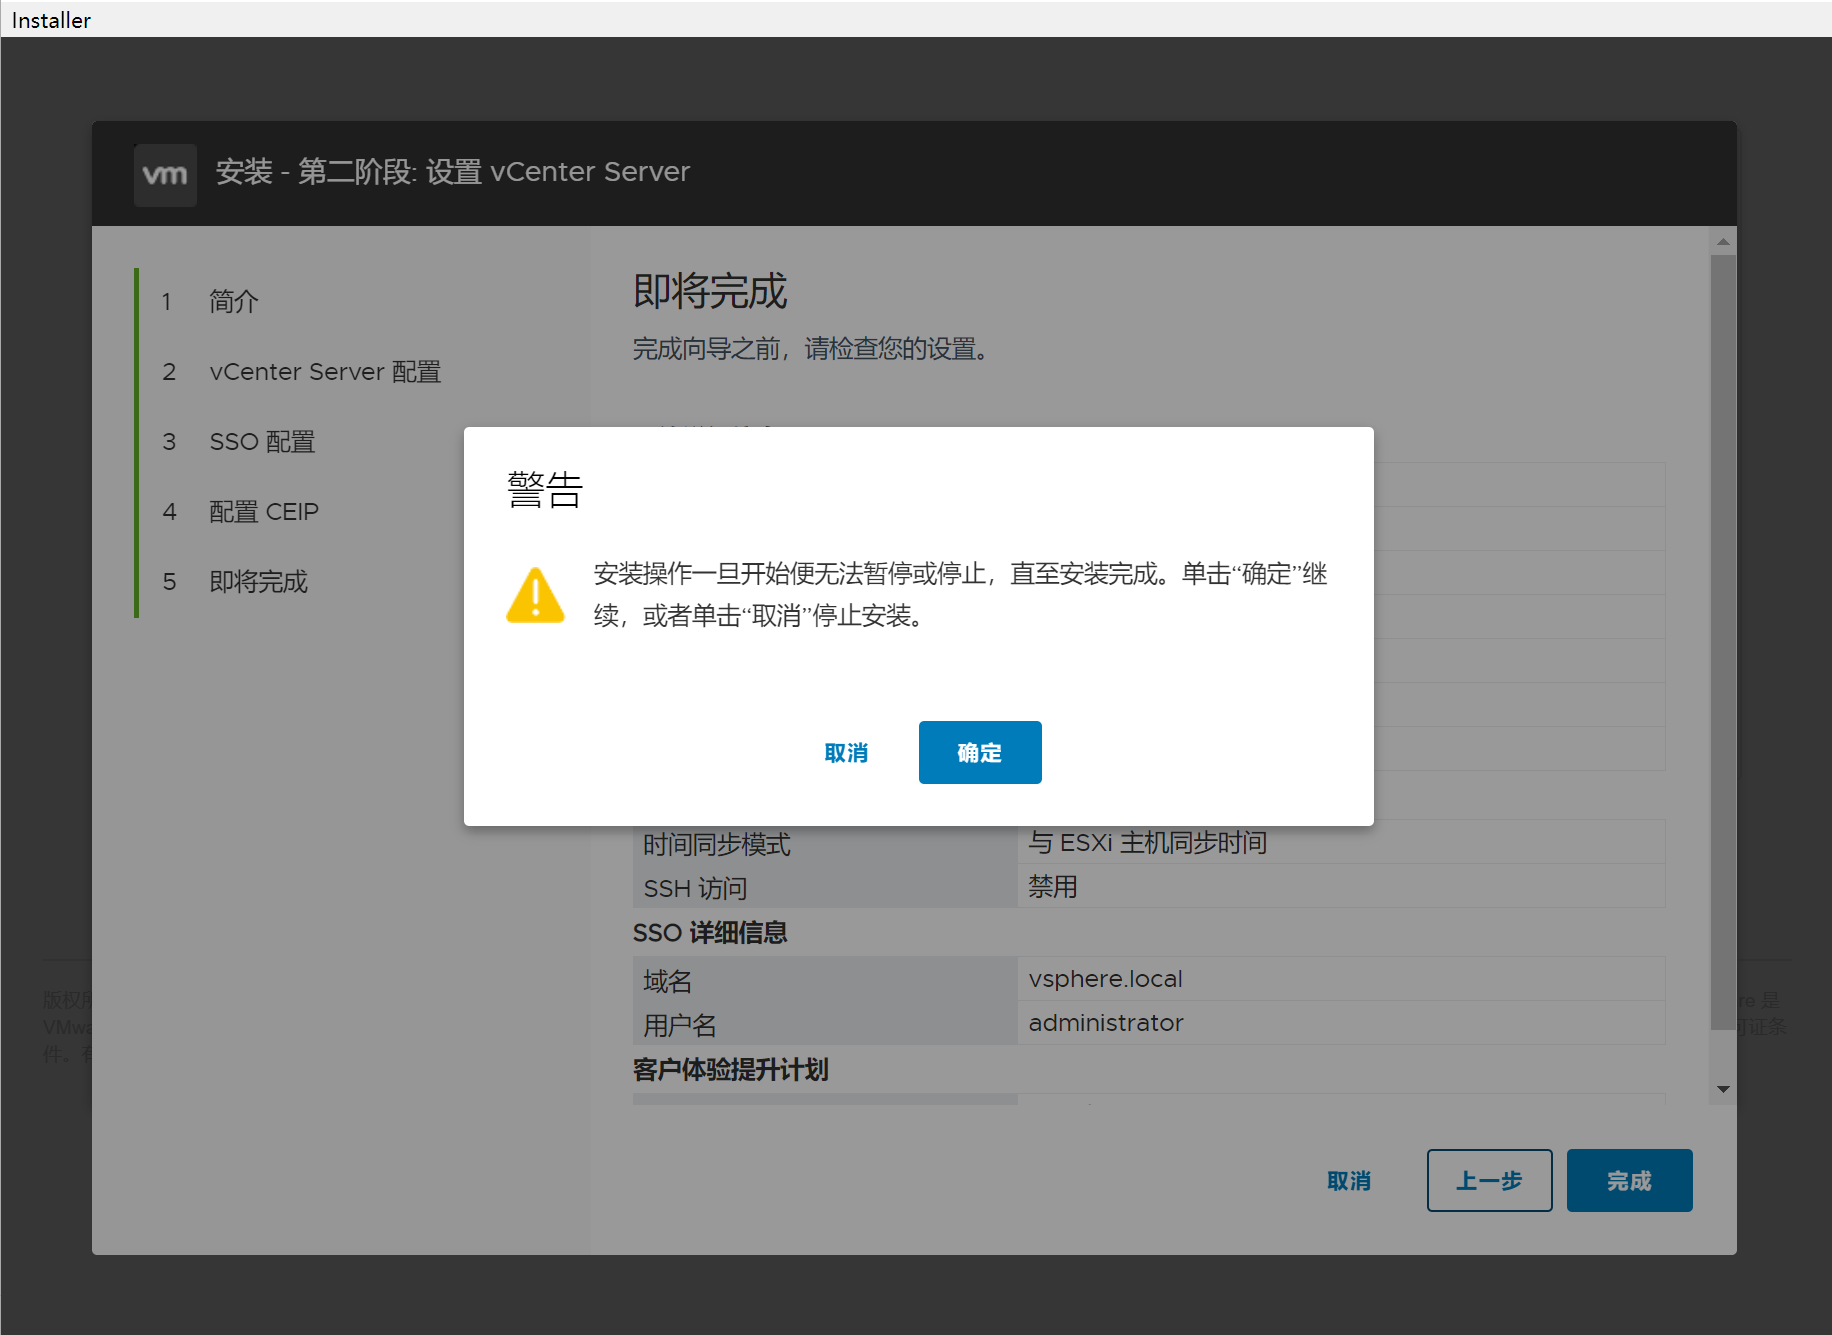 Installer
vm
安装 - 第二阶段: 设置 vCenter Server
1 简介
2 vCenter Server 配置
3 SSO 配置
4 配置 CEIP
5 即将完成
即将完成
完成向导之前，请检查您的设置。
警告
安装操作一旦开始便无法暂停或停止，直至安装完成。单击“确定”继
续，或者单击“取消”停止安装。
取消
确定
时间同步模式 与 ESXi 主机同步时间
SSH 访问 禁用
SSO 详细信息
域名 vsphere.local
用户名 administrator
客户体验提升计划
版权所
VMwa
件。有
re 是
可证条
取消
上一步
完成